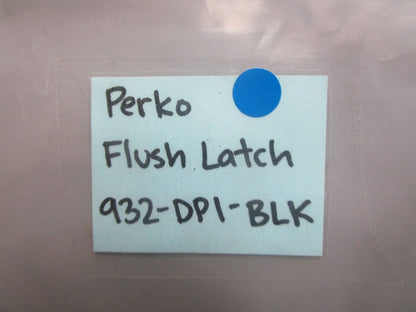 Perko
Flush Latch
932-DP1-BLK